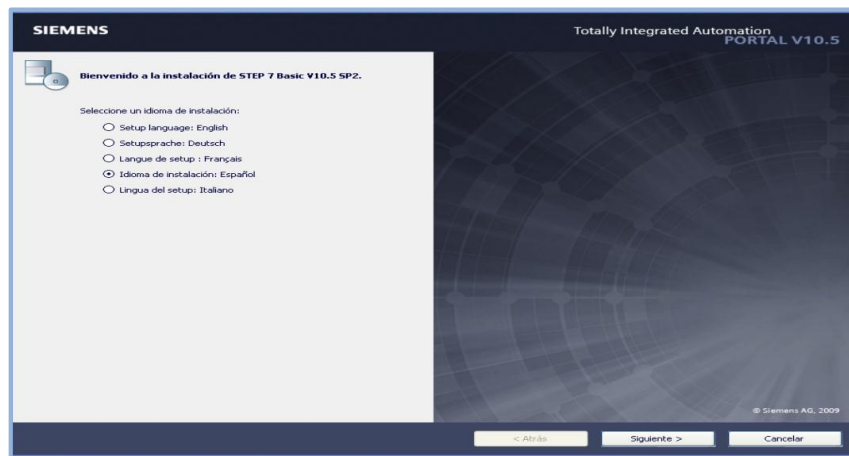 SIEMENS
Totally Integrated Automation
PORTAL V10.5
Bienvenido a la instalación de STEP 7 Basic V10.5 SP2.
Seleccione un idioma de instalación:
Setup language: English
Setupsprache: Deutsch
Langue de setup : Français
Idioma de instalación: Español
Lingua del setup: Italiano
© Siemens AG, 2009
< Atrás
Siguiente >
Cancelar